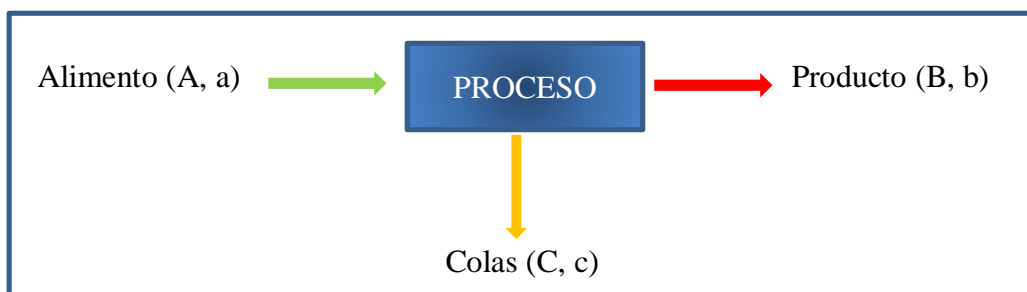 Alimento (A, a)
PROCESO
Producto (B, b)
Colas (C, c)